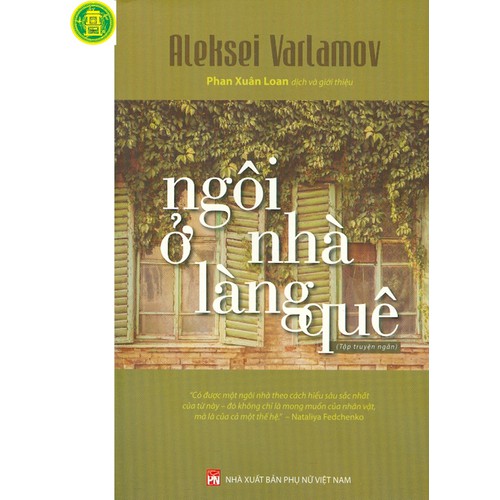 Aleksei Varlamov
Phan Xuân Loan dịch và giới thiệu
ngôi
ở nhà
làng
quê
(Tập truyện ngắn)
"Có được một ngôi nhà theo cách hiểu sâu sắc nhất
của từ này – đó không chỉ là mong muốn của nhân vật,
mà là của cả một thế hệ." – Nataliya Fedchenko
PN
NHÀ XUẤT BẢN PHỤ NỮ VIỆT NAM